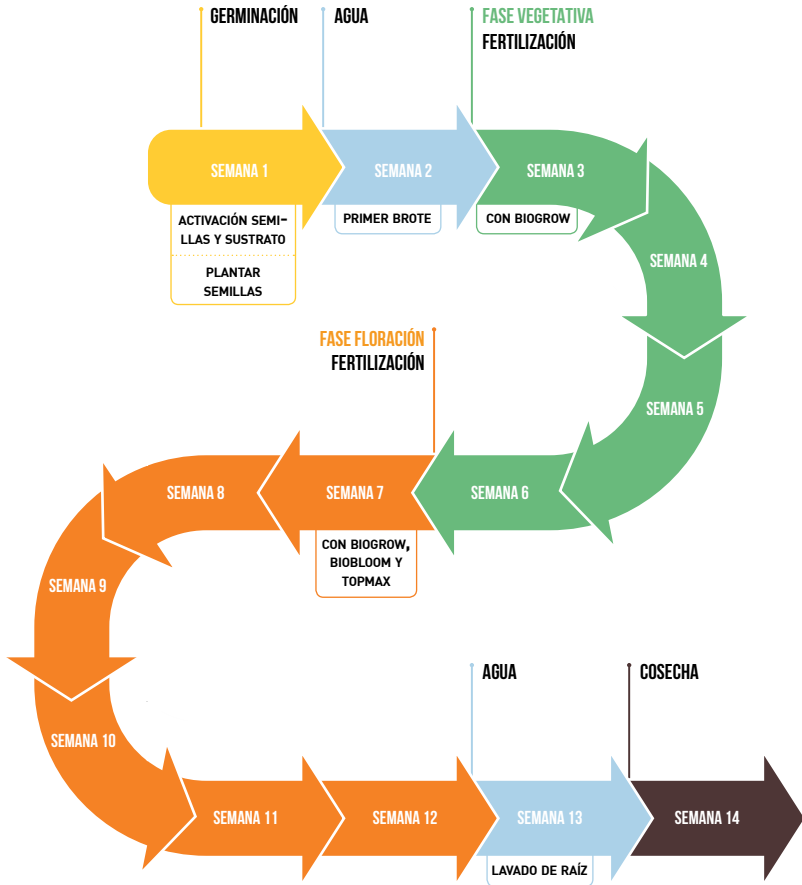 GERMINACIÓN
AGUA
FASE VEGETATIVA
FERTILIZACIÓN
SEMANA 1
SEMANA 2
SEMANA 3
ACTIVACIÓN SEMI-
LLAS Y SUSTRATO
PLANTAR
SEMILLAS
PRIMER BROTE
CON BIOGROW
SEMANA 4
SEMANA 5
FASE FLORACIÓN
FERTILIZACIÓN
SEMANA 6
SEMANA 7
SEMANA 8
CON BIOGROW,
BIOBLOOM Y
TOPMAX
SEMANA 9
SEMANA 10
AGUA
COSECHA
SEMANA 11
SEMANA 12
SEMANA 13
SEMANA 14
LAVADO DE RAÍZ